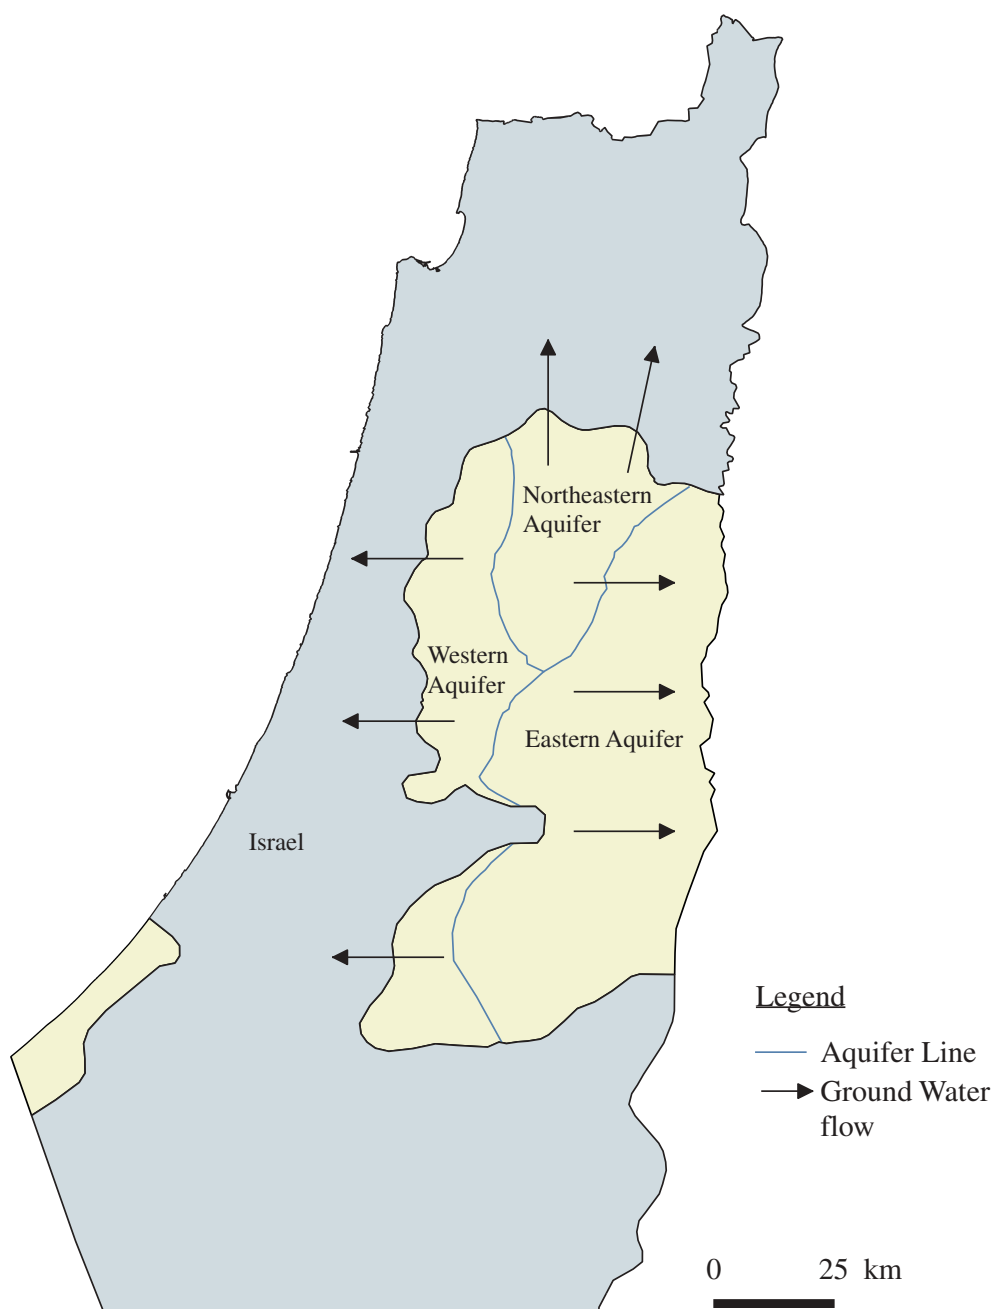 Northeastern
Aquifer
Western
Aquifer
Eastern Aquifer
Israel
Legend
Aquifer Line
Ground Water
flow
0 25 km